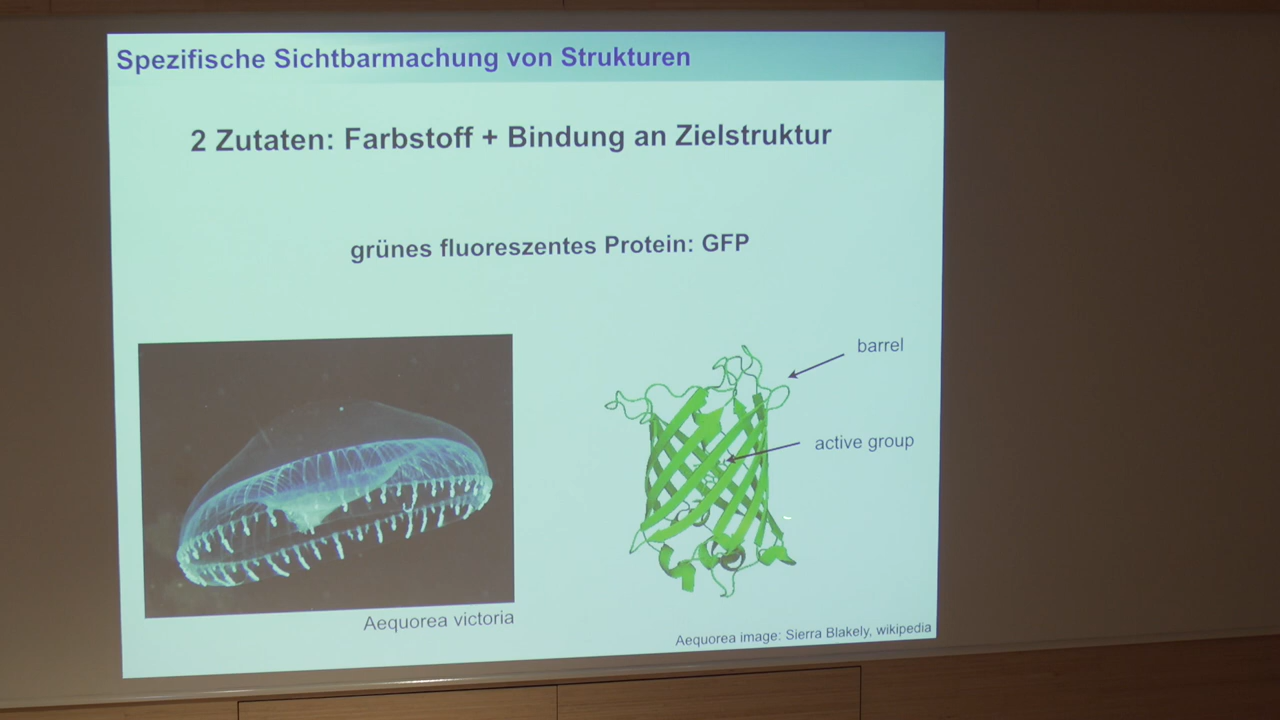 Spezifische Sichtbarmachung von Strukturen
2 Zutaten: Farbstoff + Bindung an Zielstruktur
grünes fluoreszentes Protein: GFP
barrel
active group
Aequorea victoria
Aequorea image: Sierra Blakely, wikipedia